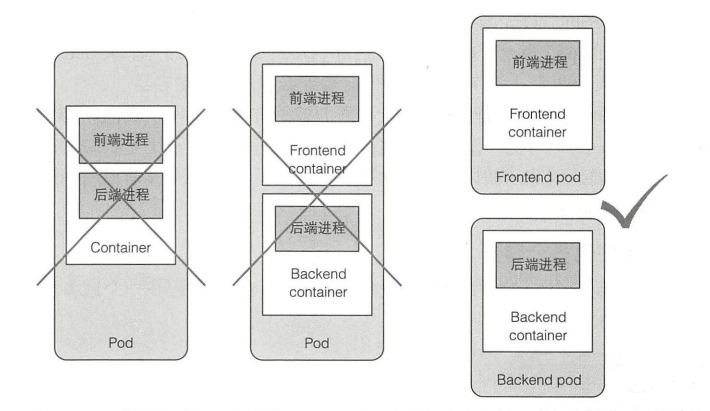 前端进程
后端进程
Container
Pod
前端进程
Frontend
container
后端进程
Backend
container
Pod
前端进程
Frontend
container
Frontend pod
后端进程
Backend
container
Backend pod